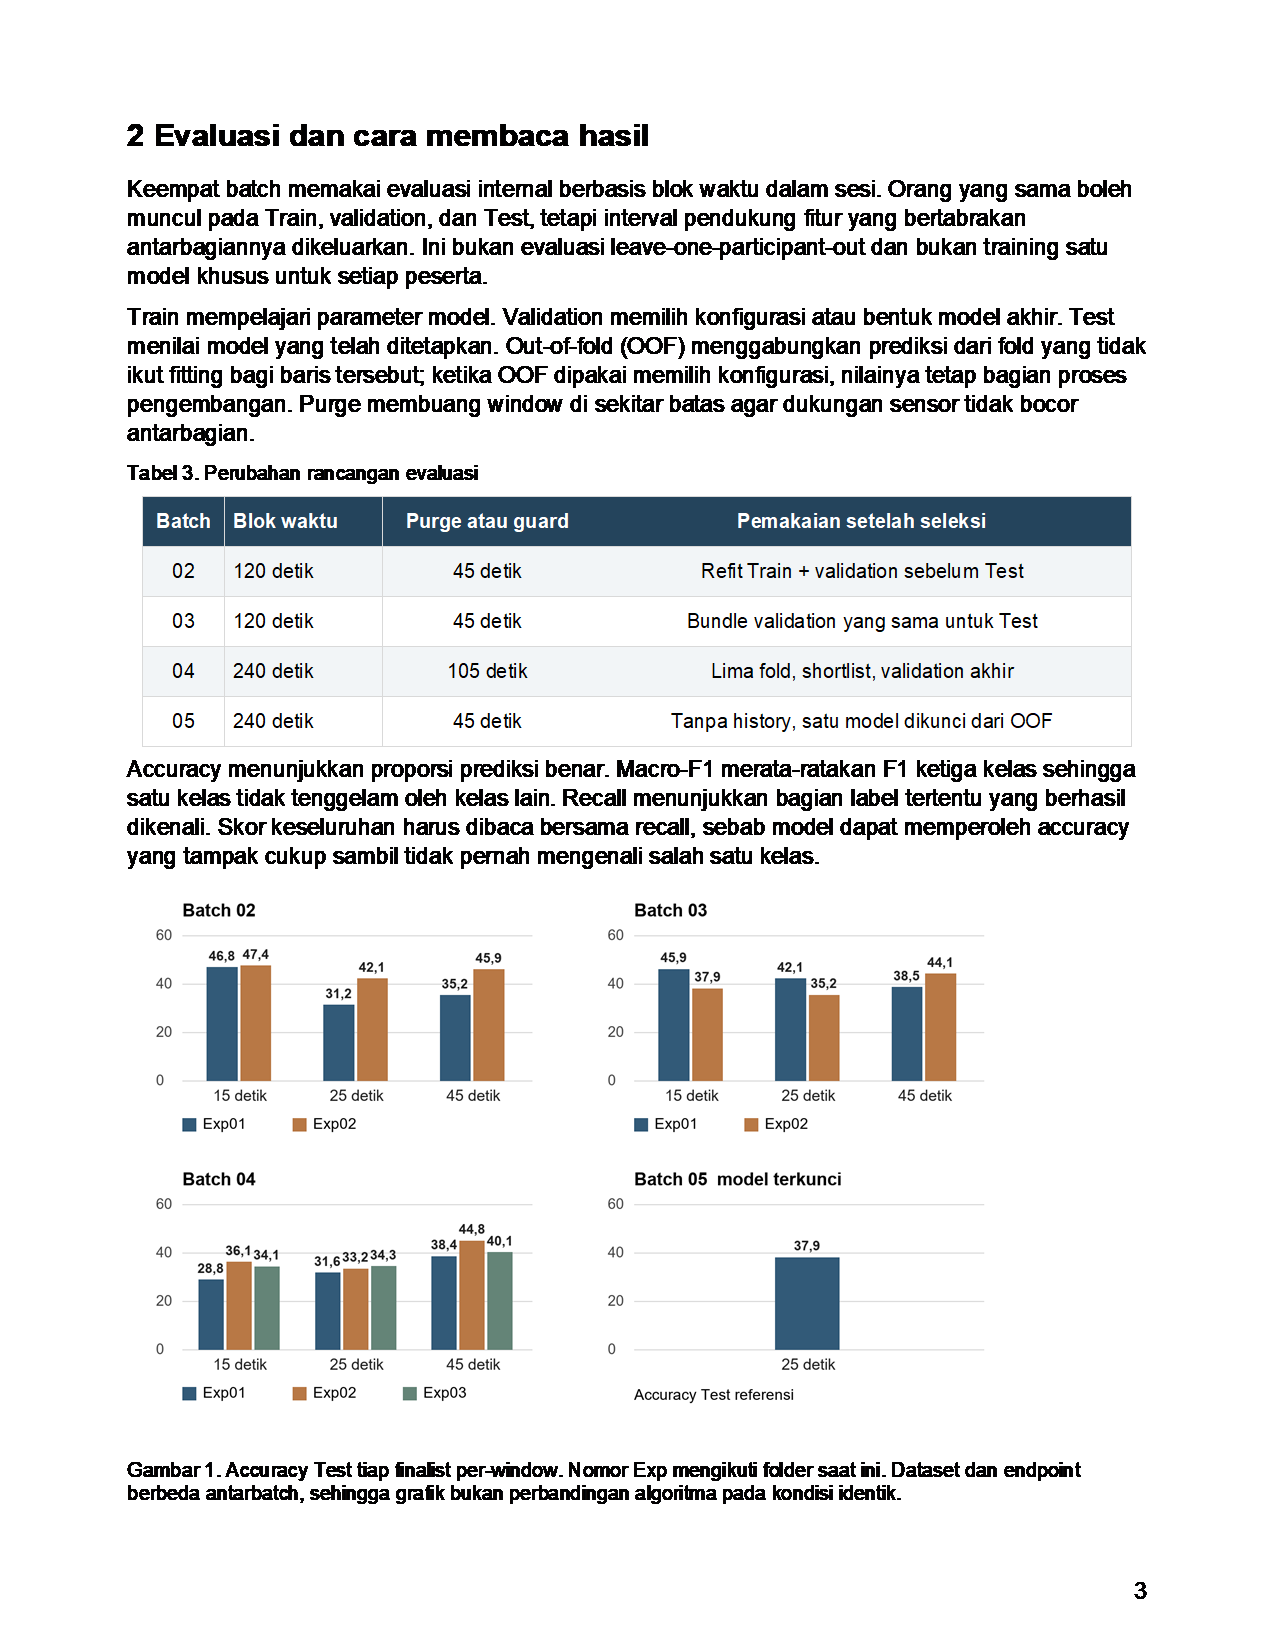 2 Evaluasi dan cara membaca hasil
Keempat batch memakai evaluasi internal berbasis blok waktu dalam sesi. Orang yang sama boleh
muncul pada Train, validation, dan Test, tetapi interval pendukung fitur yang bertabrakan
antarbagiannya dikeluarkan. Ini bukan evaluasi leave-one-participant-out dan bukan training satu
model khusus untuk setiap peserta.
Train mempelajari parameter model. Validation memilih konfigurasi atau bentuk model akhir. Test
menilai model yang telah ditetapkan. Out-of-fold (OOF) menggabungkan prediksi dari fold yang tidak
ikut fitting bagi baris tersebut; ketika OOF dipakai memilih konfigurasi, nilainya tetap bagian proses
pengembangan. Purge membuang window di sekitar batas agar dukungan sensor tidak bocor
antarbagian.
Tabel 3. Perubahan rancangan evaluasi
Batch Blok waktu Purge atau guard Pemakaian setelah seleksi
02 120 detik 45 detik Refit Train + validation sebelum Test
03 120 detik 45 detik Bundle validation yang sama untuk Test
04 240 detik 105 detik Lima fold, shortlist, validation akhir
05 240 detik 45 detik Tanpa history, satu model dikunci dari OOF
Accuracy menunjukkan proporsi prediksi benar. Macro-F1 merata-ratakan F1 ketiga kelas sehingga
satu kelas tidak tenggelam oleh kelas lain. Recall menunjukkan bagian label tertentu yang berhasil
dikenali. Skor keseluruhan harus dibaca bersama recall, sebab model dapat memperoleh accuracy
yang tampak cukup sambil tidak pernah mengenali salah satu kelas.
Batch 02
60
46,8 47,4
42,1
45,9
40
31,2
35,2
20
0
15 detik 25 detik 45 detik
Exp01 Exp02
Batch 03
60
45,9
37,9
42,1
35,2
38,5
44,1
40
20
0
15 detik 25 detik 45 detik
Exp01 Exp02
Batch 04
60
40
28,8
36,1
34,1
31,6
33,2
34,3
38,4
44,8
40,1
20
0
15 detik 25 detik 45 detik
Exp01 Exp02 Exp03
Batch 05 model terkunci
60
40
37,9
20
0
25 detik
Accuracy Test referensi
Gambar 1. Accuracy Test tiap finalist per-window. Nomor Exp mengikuti folder saat ini. Dataset dan endpoint
berbeda antarbatch, sehingga grafik bukan perbandingan algoritma pada kondisi identik.
3